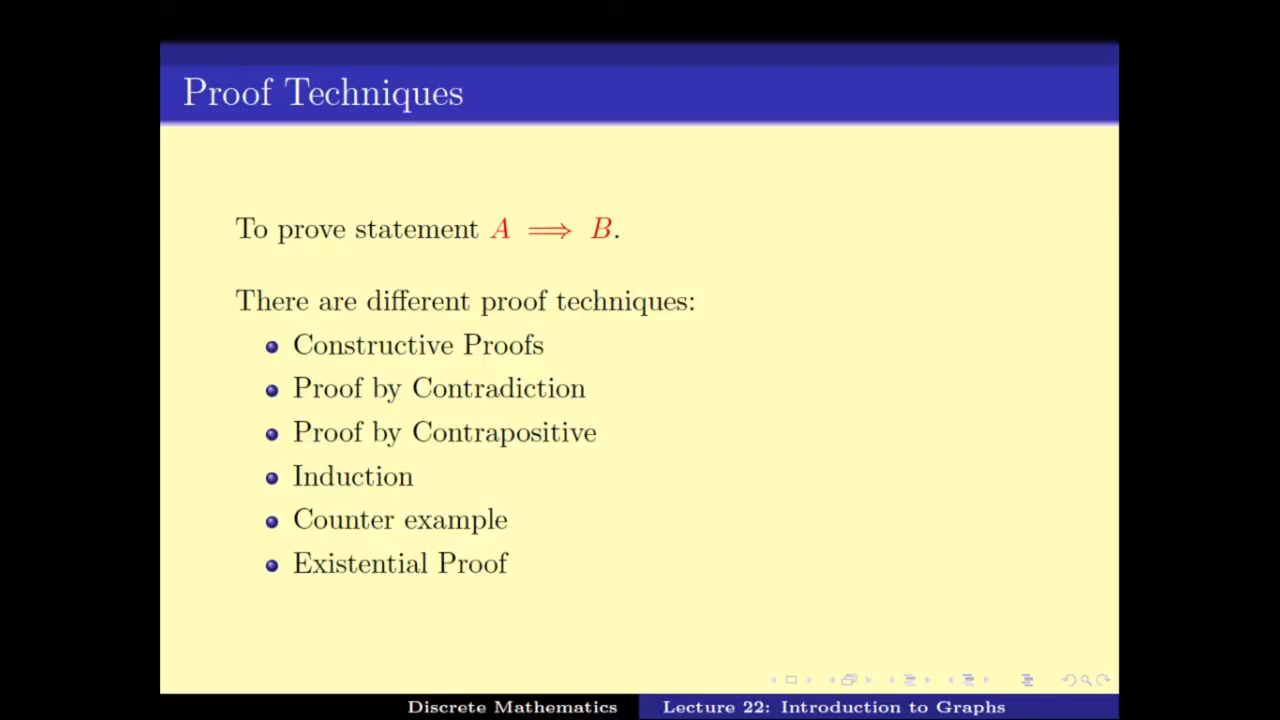 Proof Techniques
To prove statement A ⟹ B.
There are different proof techniques:
Constructive Proofs
Proof by Contradiction
Proof by Contrapositive
Induction
Counter example
Existential Proof
Discrete Mathematics
Lecture 22: Introduction to Graphs